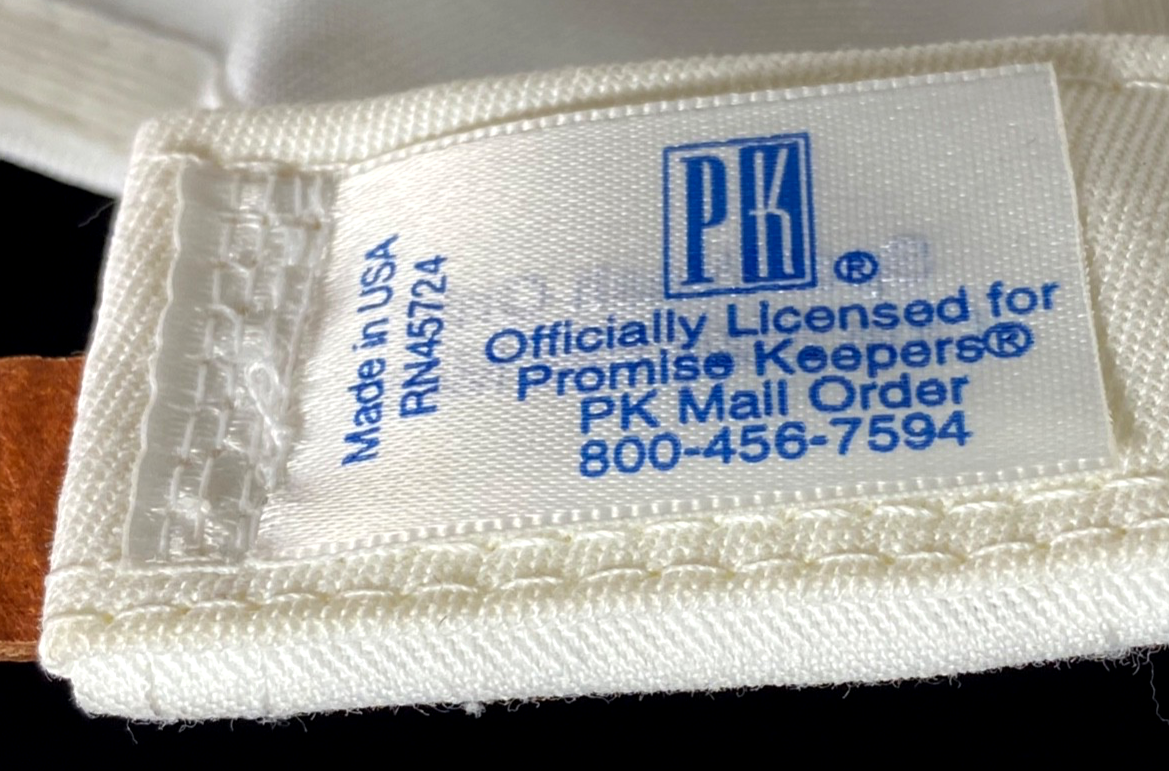 Made in USA
RN45724
PK ®
Officially Licensed for
Promise Keepers®
PK Mail Order
800-456-7594